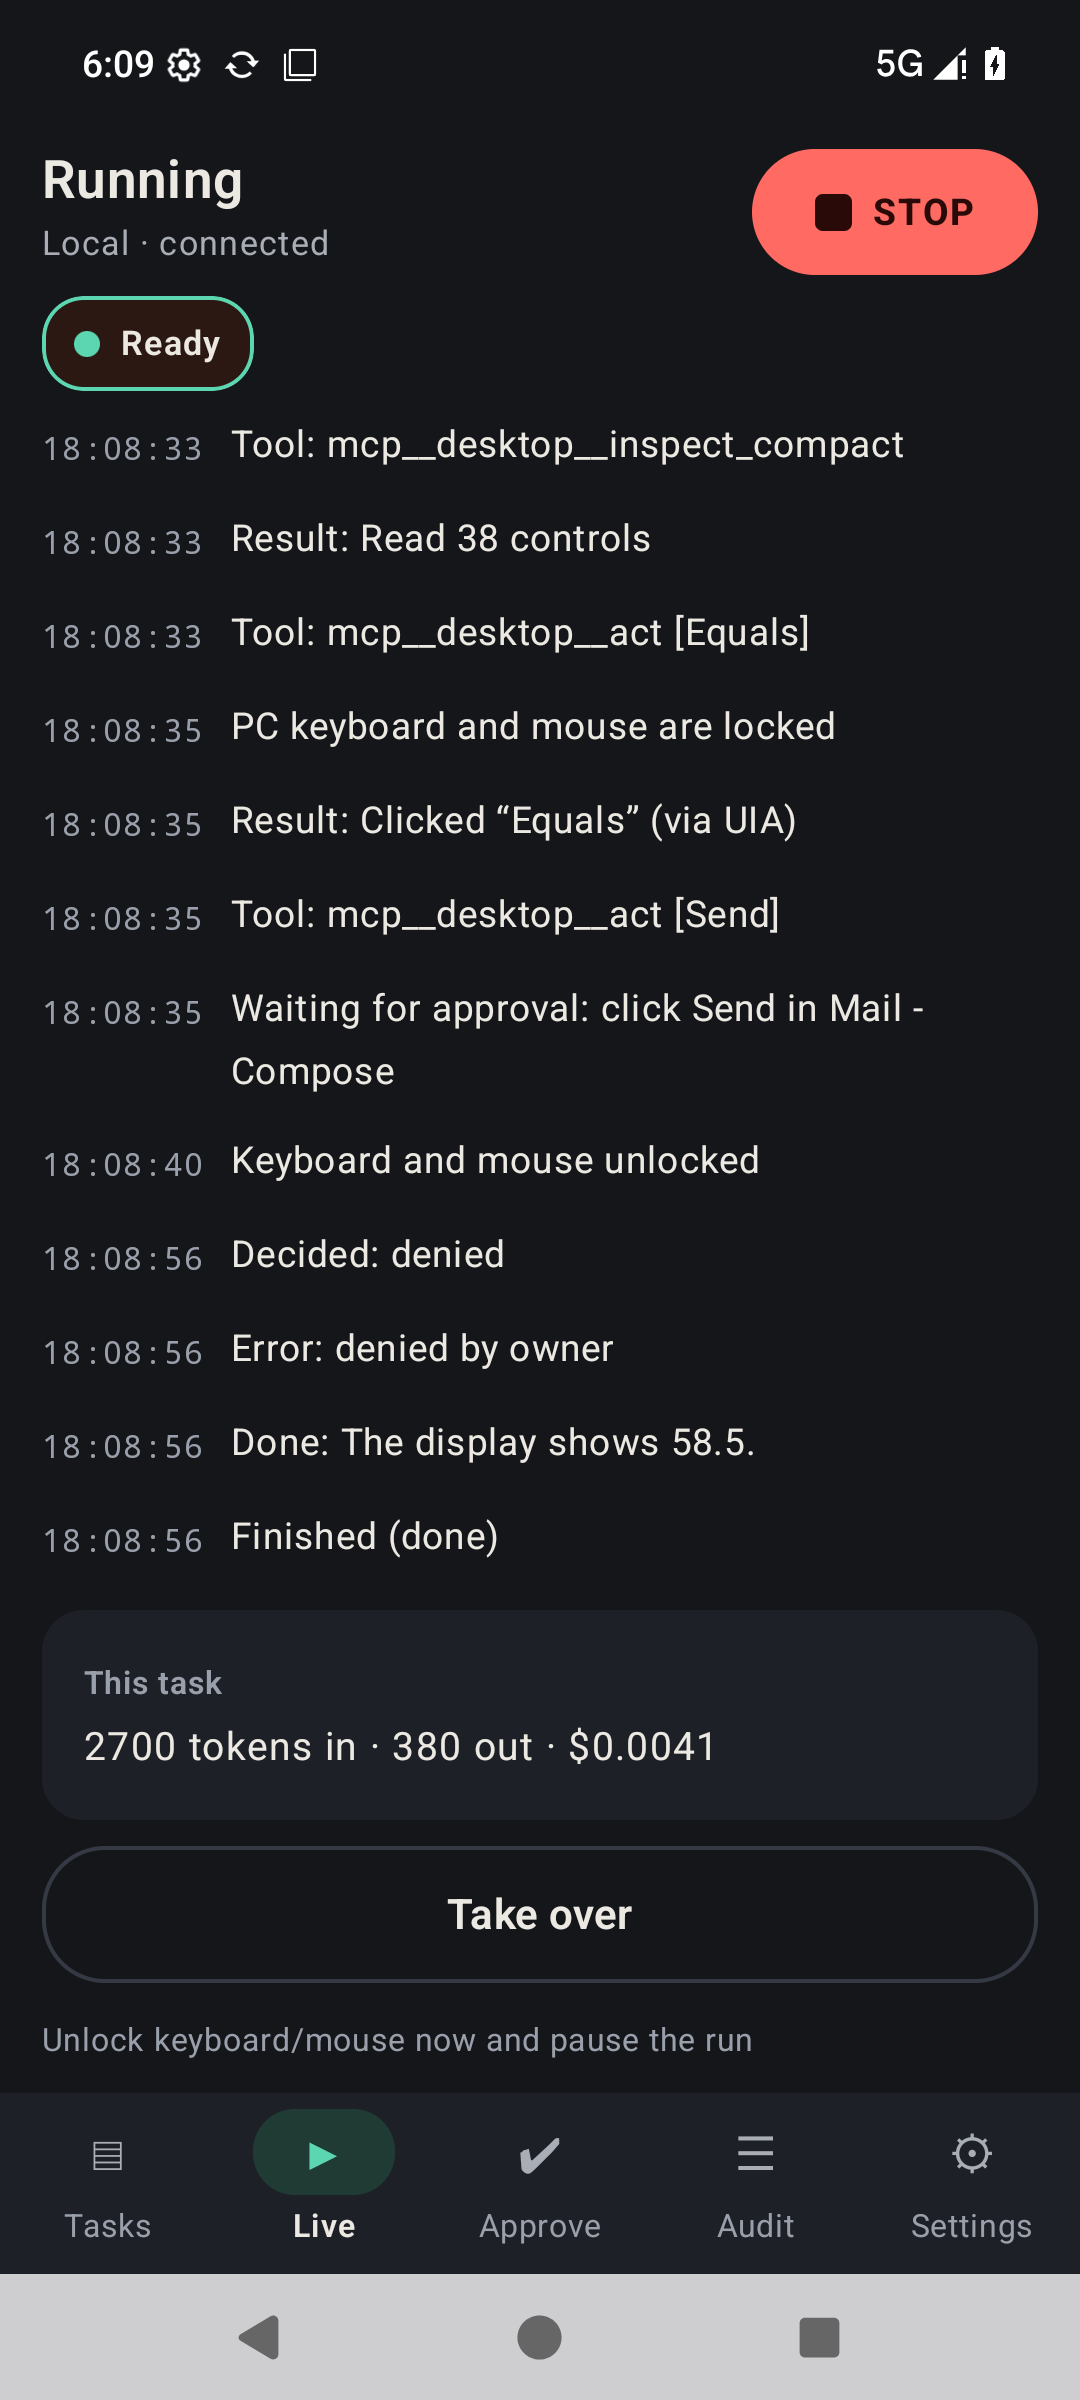 6:09 5G
Running
Local · connected
STOP
Ready
18:08:33 Tool: mcp__desktop__inspect_compact
18:08:33 Result: Read 38 controls
18:08:33 Tool: mcp__desktop__act [Equals]
18:08:35 PC keyboard and mouse are locked
18:08:35 Result: Clicked “Equals” (via UIA)
18:08:35 Tool: mcp__desktop__act [Send]
18:08:35 Waiting for approval: click Send in Mail -
Compose
18:08:40 Keyboard and mouse unlocked
18:08:56 Decided: denied
18:08:56 Error: denied by owner
18:08:56 Done: The display shows 58.5.
18:08:56 Finished (done)
This task
2700 tokens in · 380 out · $0.0041
Take over
Unlock keyboard/mouse now and pause the run
Tasks Live Approve Audit Settings